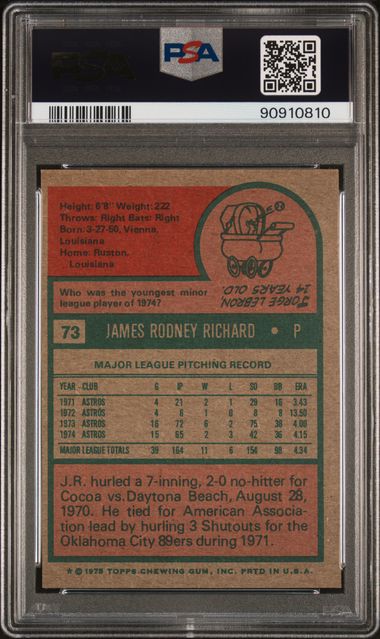 PSA
PSA
90910810
Height: 6'8" Weight: 222
Throws: Right Bats: Right
Born: 3-27-50, Vienna,
Louisiana
Home: Ruston,
Louisiana
Who was the youngest minor
league player of 1974?
JORGE LEBRON,
14 YEARS OLD.
73 JAMES RODNEY RICHARD • P
MAJOR LEAGUE PITCHING RECORD
YEAR CLUB G IP W L SO BB ERA
1971 ASTROS 4 21 2 1 29 16 3.43
1972 ASTROS 4 6 1 0 8 8 13.50
1973 ASTROS 16 72 6 2 75 38 4.00
1974 ASTROS 15 65 2 3 42 36 4.15
MAJOR LEAGUE TOTALS 39 164 11 6 154 98 4.34
J.R. hurled a 7-inning, 2-0 no-hitter for
Cocoa vs. Daytona Beach, August 28,
1970. He tied for American Associa-
tion lead by hurling 3 Shutouts for the
Oklahoma City 89ers during 1971.
☆ © 1975 TOPPS CHEWING GUM, INC. PRTD IN U.S.A.